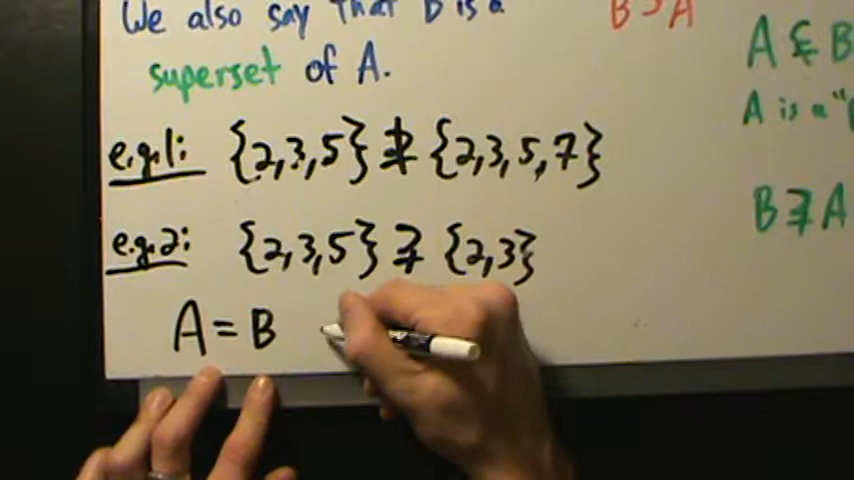 We also say that B is a
superset of A.
e.g.1: {2,3,5} ⊉ {2,3,5,7}
e.g.2: {2,3,5} ⊋ {2,3}
A = B
B ⊃ A
A ⊊ B
A is a "
B ⊋ A